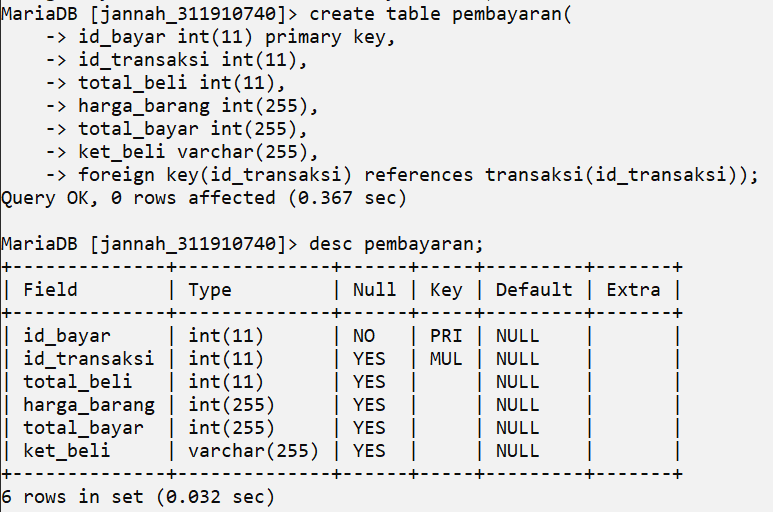 MariaDB [jannah_311910740]> create table pembayaran(
    -> id_bayar int(11) primary key,
    -> id_transaksi int(11),
    -> total_beli int(11),
    -> harga_barang int(255),
    -> total_bayar int(255),
    -> ket_beli varchar(255),
    -> foreign key(id_transaksi) references transaksi(id_transaksi));
Query OK, 0 rows affected (0.367 sec)

MariaDB [jannah_311910740]> desc pembayaran;
+--------------+--------------+------+-----+---------+-------+
| Field        | Type         | Null | Key | Default | Extra |
+--------------+--------------+------+-----+---------+-------+
| id_bayar     | int(11)      | NO   | PRI | NULL    |       |
| id_transaksi | int(11)      | YES  | MUL | NULL    |       |
| total_beli   | int(11)      | YES  |     | NULL    |       |
| harga_barang | int(255)     | YES  |     | NULL    |       |
| total_bayar  | int(255)     | YES  |     | NULL    |       |
| ket_beli     | varchar(255) | YES  |     | NULL    |       |
+--------------+--------------+------+-----+---------+-------+
6 rows in set (0.032 sec)